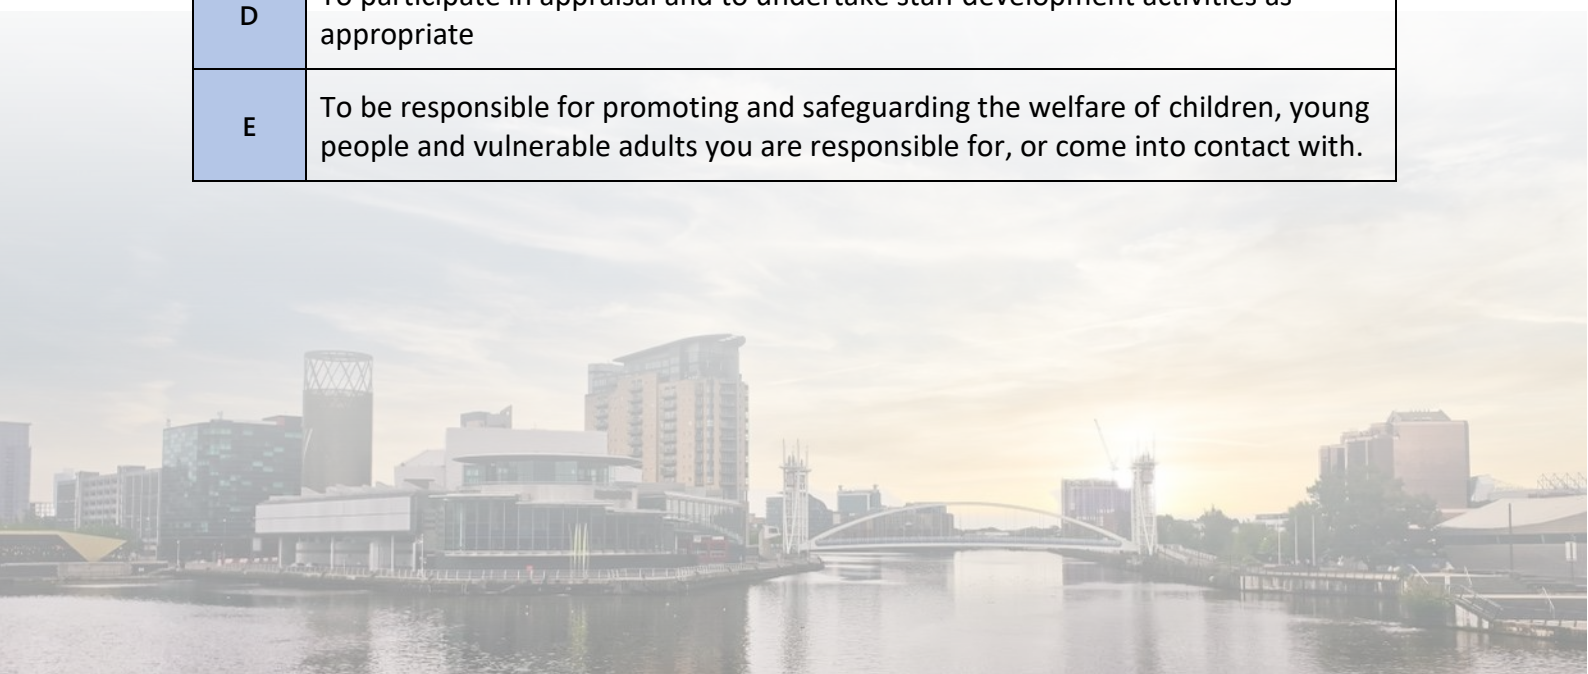 D
To participate in appraisal and to undertake staff development activities as
appropriate
E
To be responsible for promoting and safeguarding the welfare of children, young
people and vulnerable adults you are responsible for, or come into contact with.